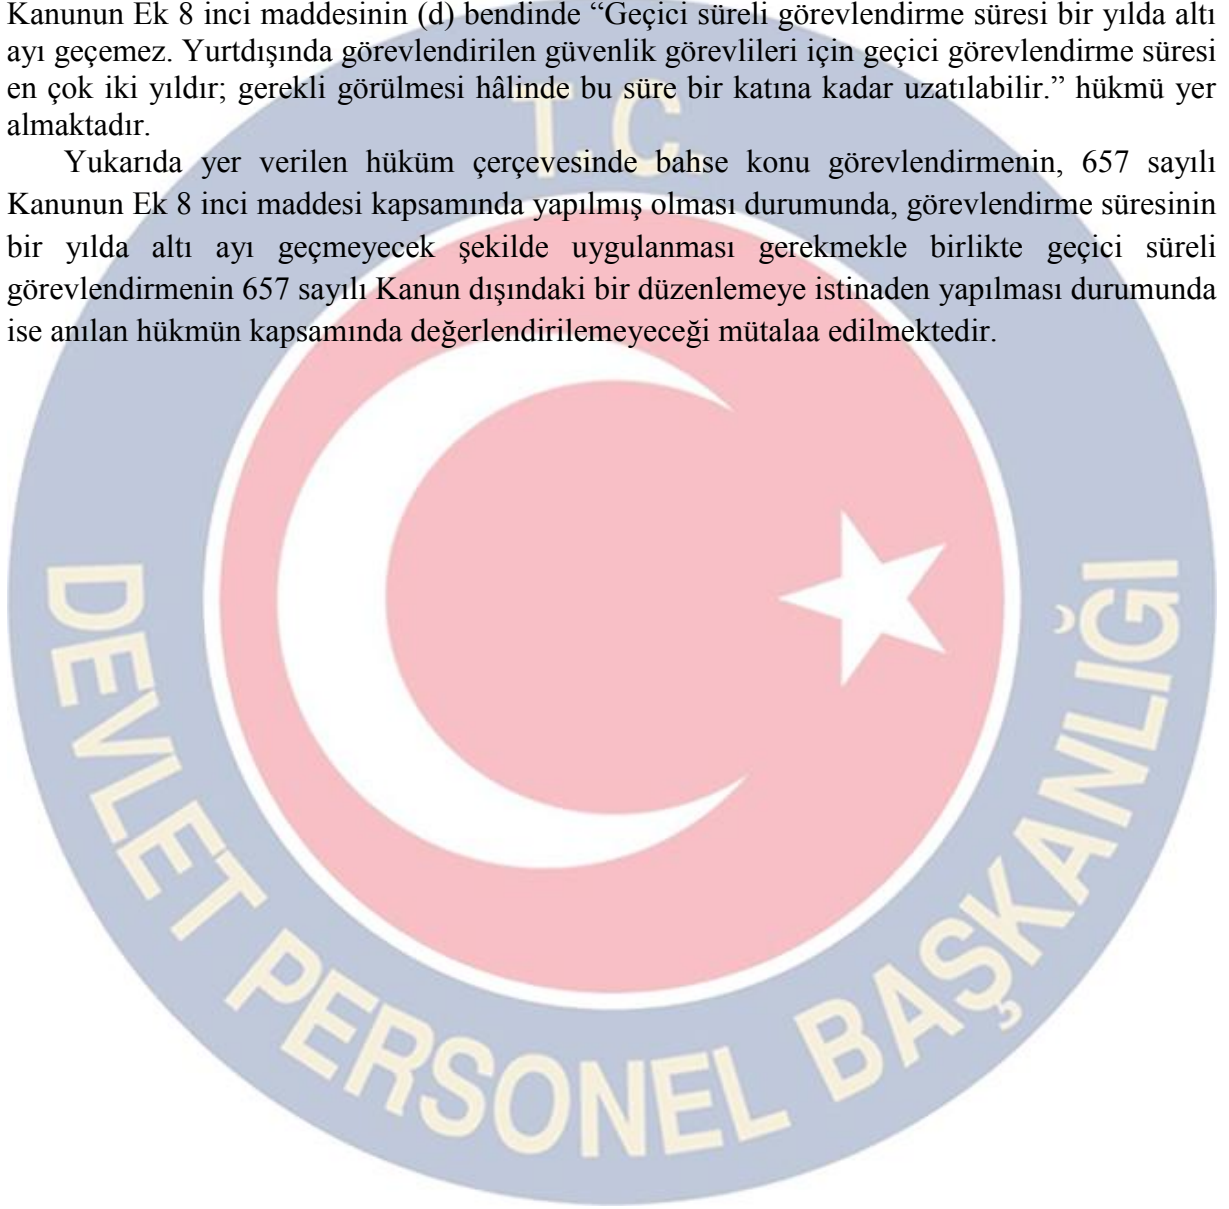 Kanunun Ek 8 inci maddesinin (d) bendinde “Geçici süreli görevlendirme süresi bir yılda altı
ayı geçemez. Yurtdışında görevlendirilen güvenlik görevlileri için geçici görevlendirme süresi
en çok iki yıldır; gerekli görülmesi hâlinde bu süre bir katına kadar uzatılabilir.” hükmü yer
almaktadır.
Yukarıda yer verilen hüküm çerçevesinde bahse konu görevlendirmenin, 657 sayılı
Kanunun Ek 8 inci maddesi kapsamında yapılmış olması durumunda, görevlendirme süresinin
bir yılda altı ayı geçmeyecek şekilde uygulanması gerekmekle birlikte geçici süreli
görevlendirmenin 657 sayılı Kanun dışındaki bir düzenlemeye istinaden yapılması durumunda
ise anılan hükmün kapsamında değerlendirilemeyeceği mütalaa edilmektedir.
T.C.
DEVLET PERSONEL BAŞKANLIĞI